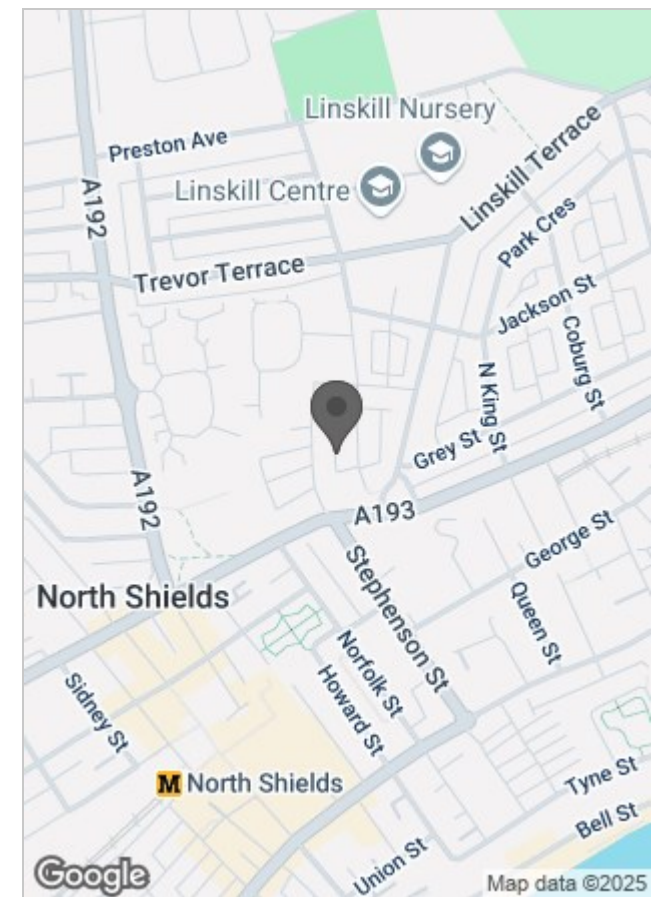 Linskill Nursery
Preston Ave
Linskill Terrace
Linskill Centre
A192
Park Cres
Trevor Terrace
Jackson St
Coburg St
N King St
Grey St
A192
A193
George St
Stephenson St
North Shields
Queen St
Norfolk St
Howard St
Sidney St
M North Shields
Tyne St
Bell St
Union St
Google
Map data ©2025